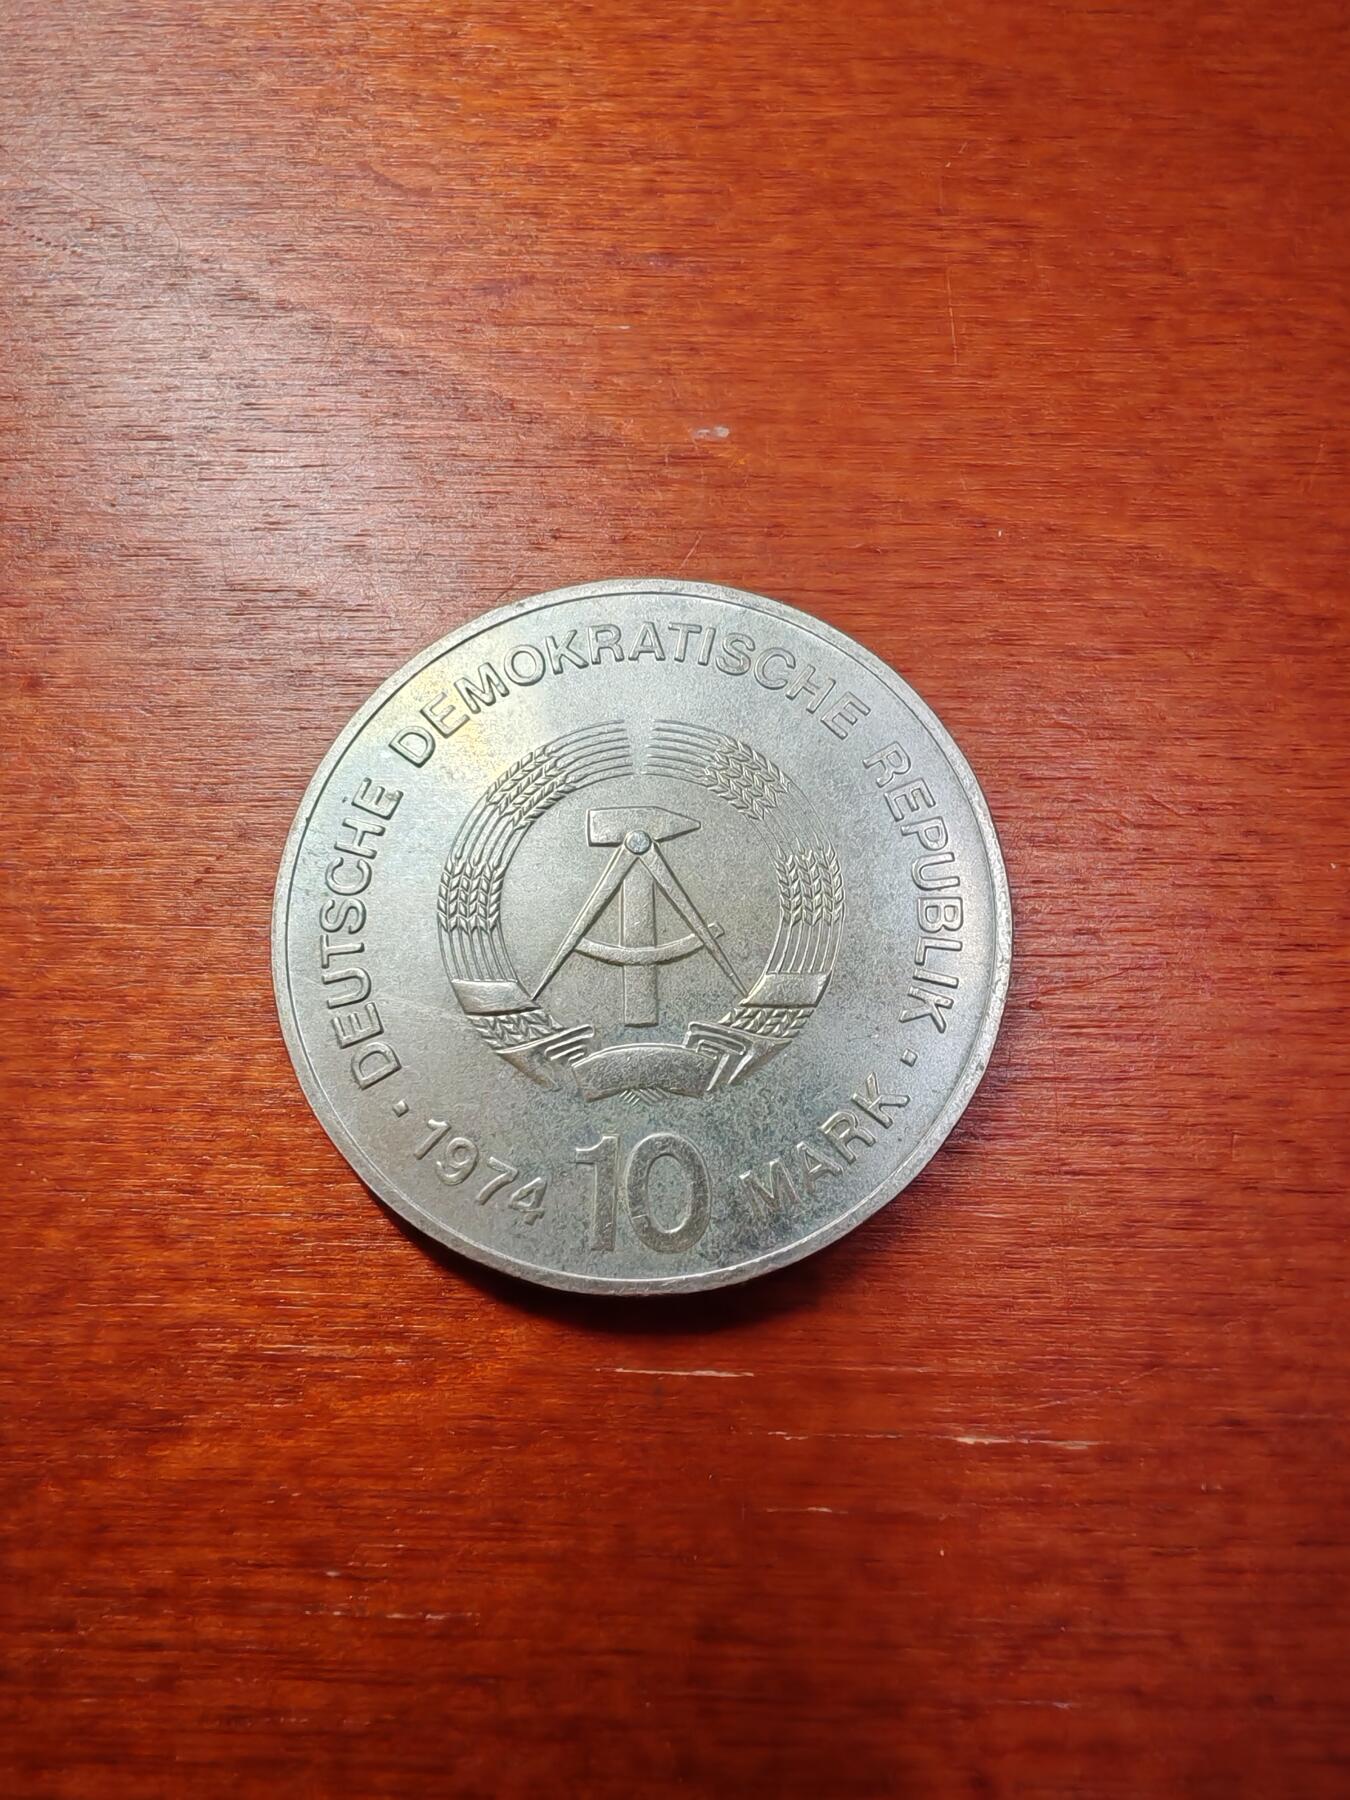 DEUTSCHE DEMOKRATISCHE REPUBLIK
· 1974 10 MARK ·